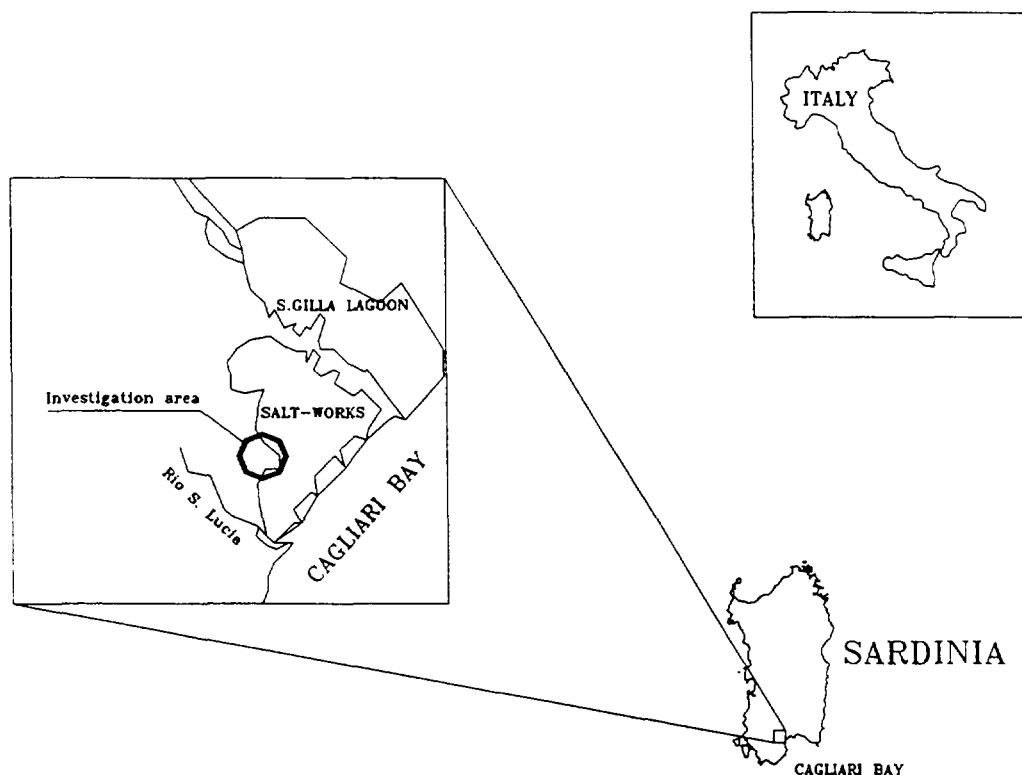 ITALY
S.GILLA LAGOON
Investigation area
SALT-WORKS
Rio S. Lucia
CAGLIARI BAY
SARDINIA
CAGLIARI BAY